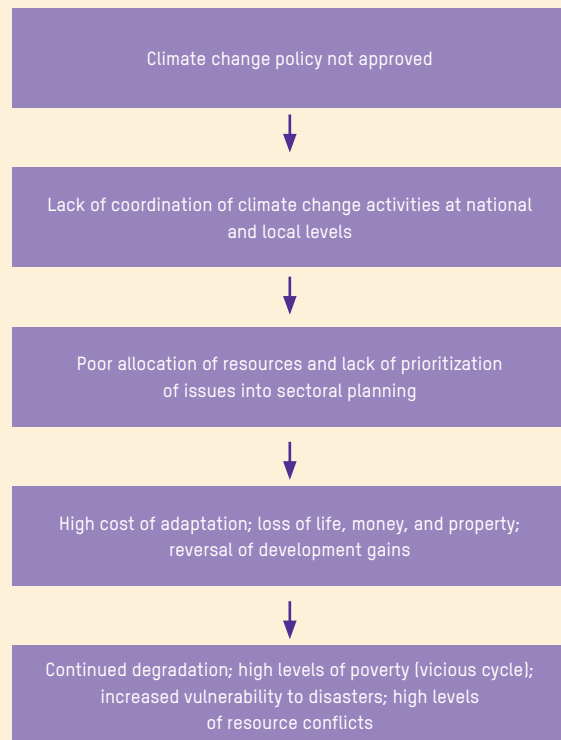 Climate change policy not approved
Lack of coordination of climate change activities at national
and local levels
Poor allocation of resources and lack of prioritization
of issues into sectoral planning
High cost of adaptation; loss of life, money, and property;
reversal of development gains
Continued degradation; high levels of poverty (vicious cycle);
increased vulnerability to disasters; high levels
of resource conflicts